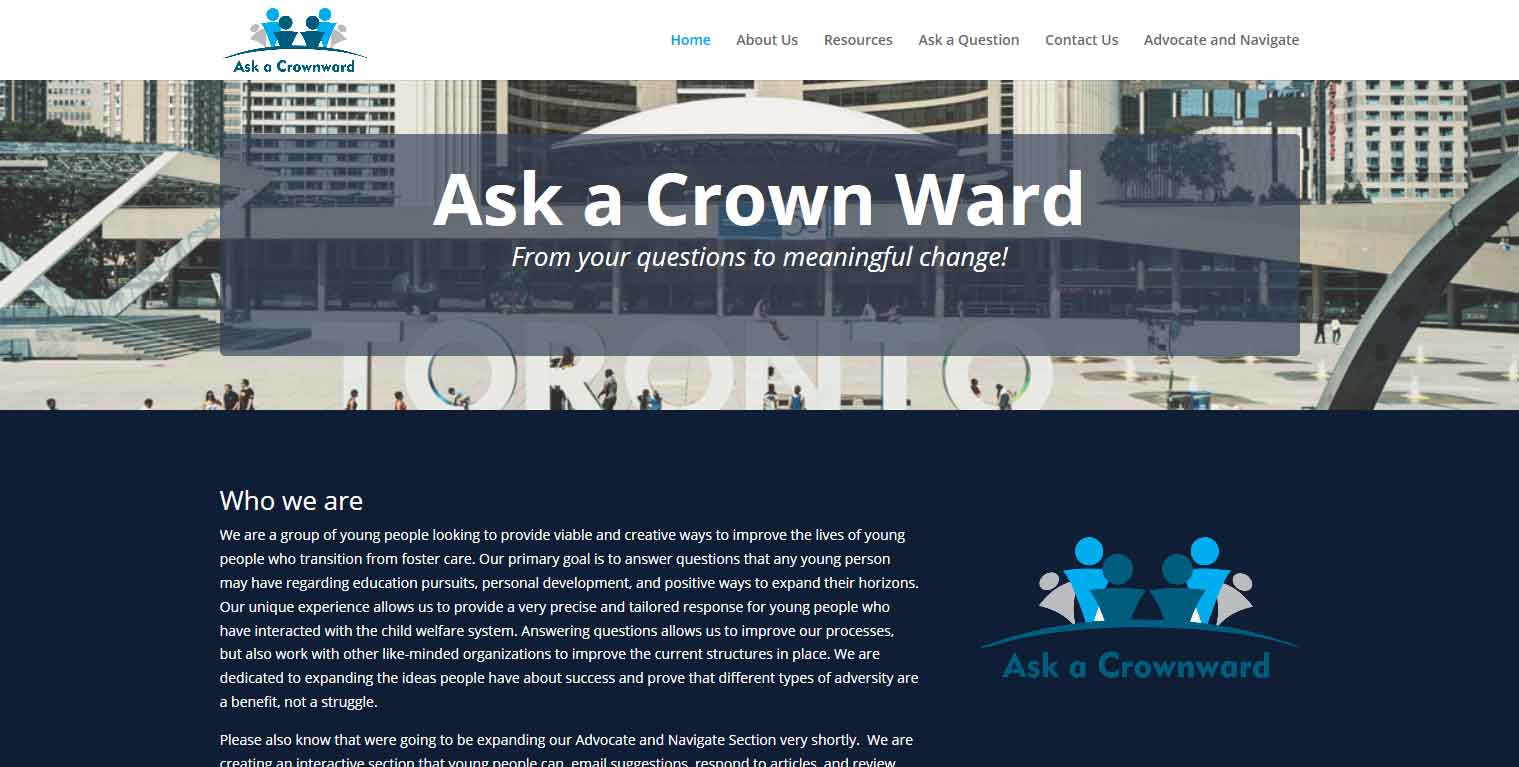 Ask a Crownward
Home About Us Resources Ask a Question Contact Us Advocate and Navigate
Ask a Crown Ward
From your questions to meaningful change!
TORONTO
Who we are
We are a group of young people looking to provide viable and creative ways to improve the lives of young
people who transition from foster care. Our primary goal is to answer questions that any young person
may have regarding education pursuits, personal development, and positive ways to expand their horizons.
Our unique experience allows us to provide a very precise and tailored response for young people who
have interacted with the child welfare system. Answering questions allows us to improve our processes,
but also work with other like-minded organizations to improve the current structures in place. We are
dedicated to expanding the ideas people have about success and prove that different types of adversity are
a benefit, not a struggle.
Ask a Crownward
Please also know that were going to be expanding our Advocate and Navigate Section very shortly.  We are
creating an interactive section that young people can, email suggestions, respond to articles, and review